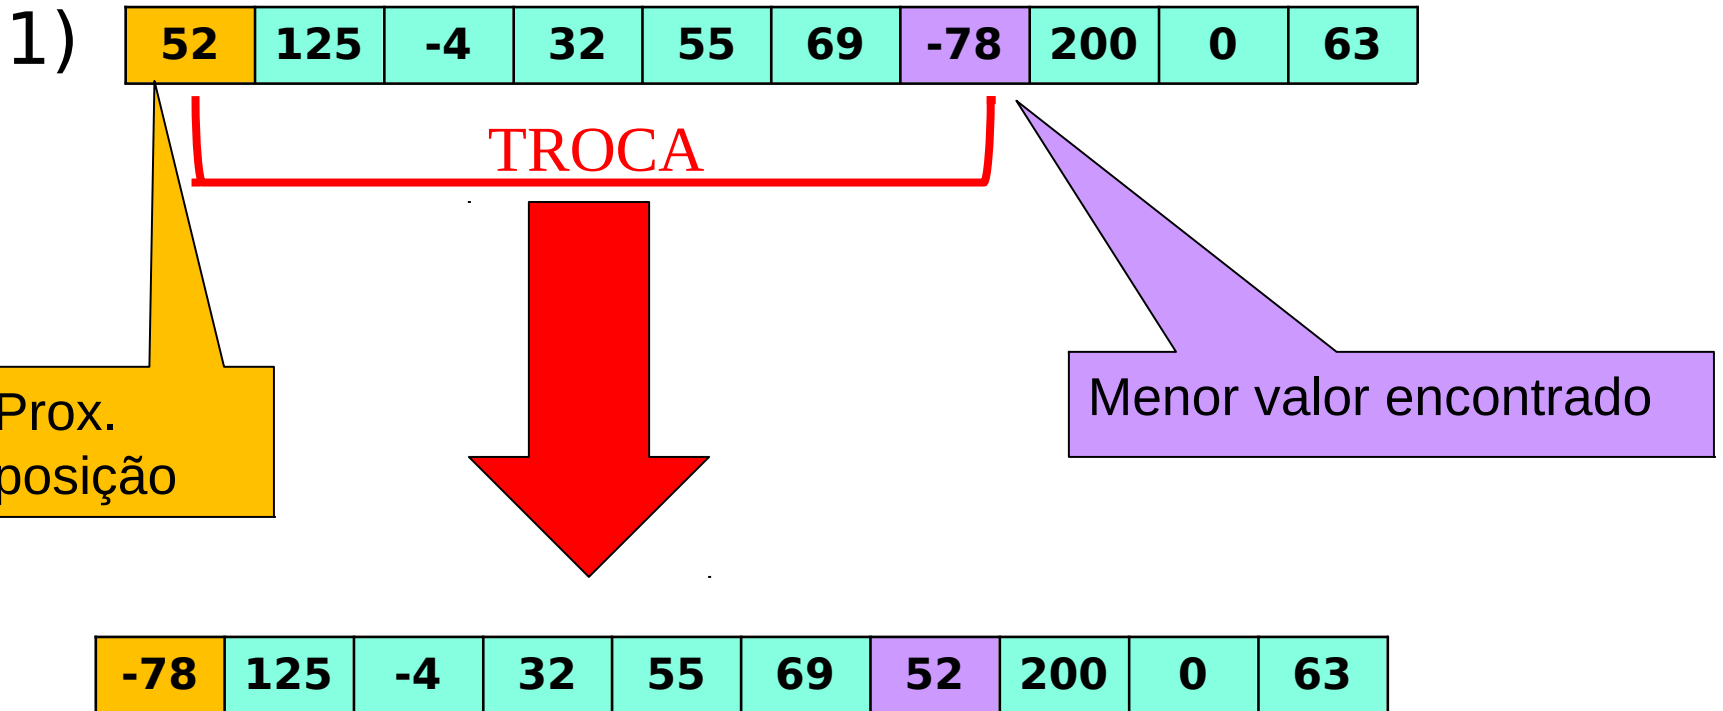 1) 52 125 -4 32 55 69 -78 200 0 63
TROCA
Menor valor encontrado
Prox.
posição
-78 125 -4 32 55 69 52 200 0 63